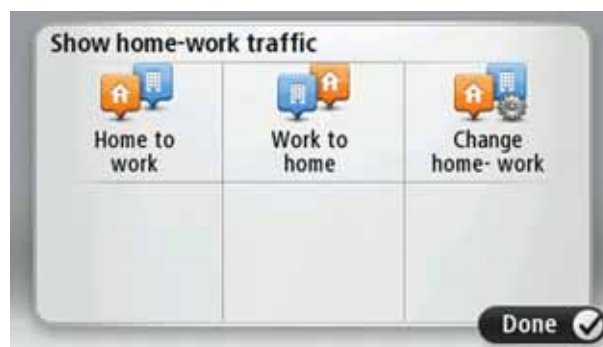 Show home-work traffic
Home to
work
Work to
home
Change
home- work
Done